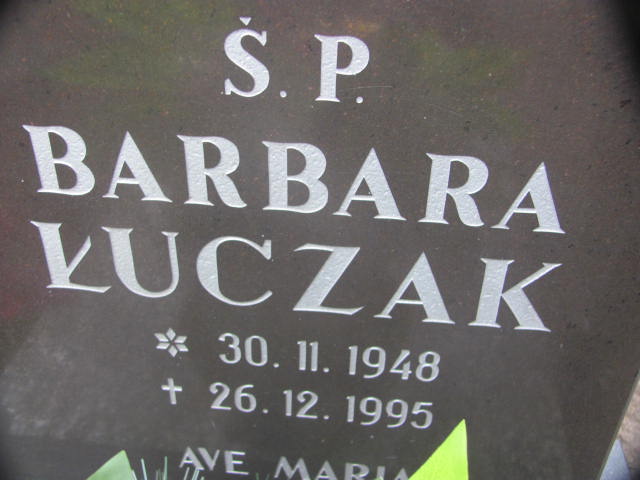 Ś. P.
BARBARA
ŁUCZAK
* 30. 11. 1948
✝ 26. 12. 1995
AVE MARIA